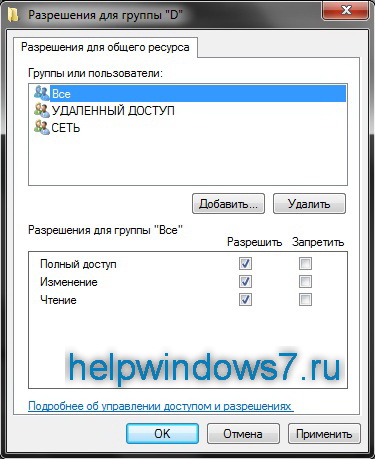 Разрешения для группы "D"
Разрешения для общего ресурса
Группы или пользователи:
Все
УДАЛЕННЫЙ ДОСТУП
СЕТЬ
Добавить...
Удалить
Разрешения для группы "Все"
Разрешить
Запретить
Полный доступ
Изменение
Чтение
helpwindows7.ru
Подробнее об управлении доступом и разрешениях
OK
Отмена
Применить